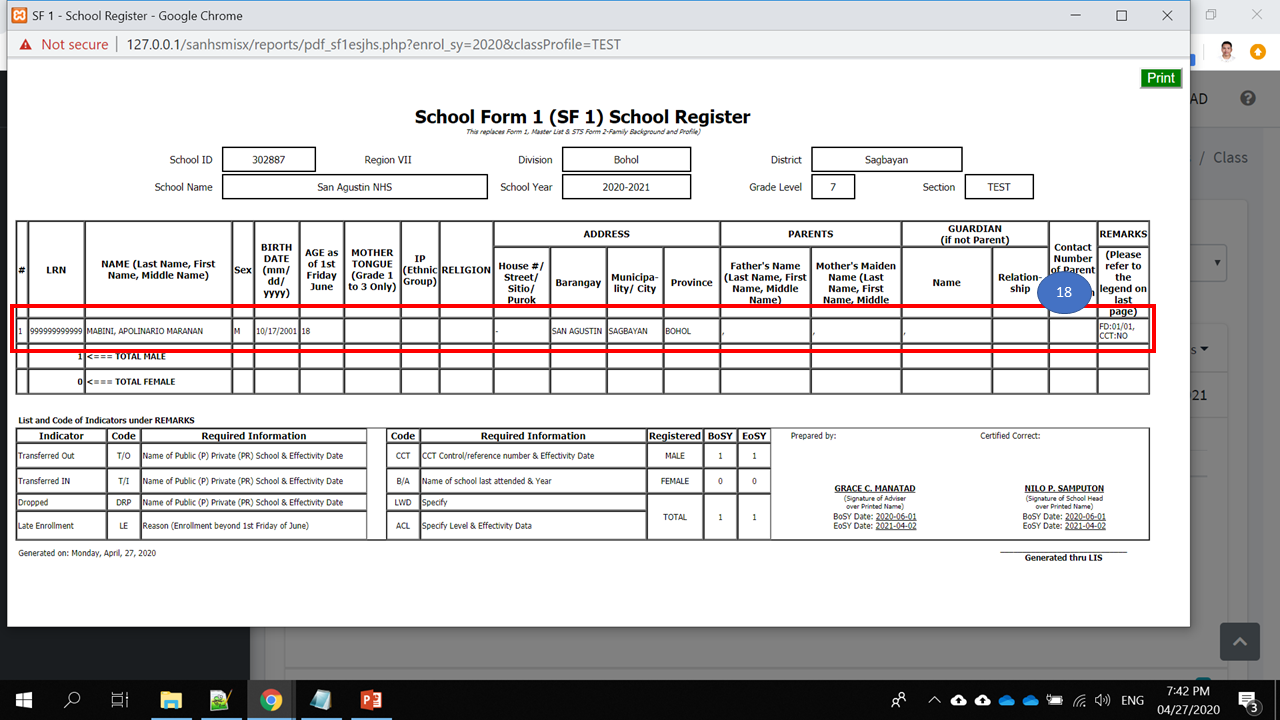 SF 1 - School Register - Google Chrome
Not secure | 127.0.0.1/sanhsmisx/reports/pdf_sf1esjhs.php?enrol_sy=2020&classProfile=TEST
Print
AD
/ Class
School Form 1 (SF 1) School Register
(This replaces Form 1, Master List & STS Form 2-Family Background and Profile)
School ID 302887 Region VII Division Bohol District Sagbayan
School Name San Agustin NHS School Year 2020-2021 Grade Level 7 Section TEST
# LRN NAME (Last Name, First Name, Middle Name) Sex BIRTH DATE (mm/ dd/ yyyy) AGE as of 1st Friday June MOTHER TONGUE (Grade 1 to 3 Only) IP (Ethnic Group) RELIGION ADDRESS PARENTS GUARDIAN (if not Parent) Contact Number of Parent REMARKS
House #/ Street/ Sitio/ Purok Barangay Municipa- lity/ City Province Father's Name (Last Name, First Name, Middle Name) Mother's Maiden Name (Last Name, First Name, Middle Name Relation- ship (Please refer to the legend on last page)
18
1 999999999999 MABINI, APOLINARIO MARANAN M 10/17/2001 18 - SAN AGUSTIN SAGBAYAN BOHOL , , , FD:01/01, CCT:NO
1 <=== TOTAL MALE
0 <=== TOTAL FEMALE
s
21
List and Code of Indicators under REMARKS
Indicator Code Required Information Code Required Information Registered BoSY EoSY Prepared by: Certified Correct:
Transferred Out T/O Name of Public (P) Private (PR) School & Effectivity Date CCT CCT Control/reference number & Effectivity Date MALE 1 1
Transferred IN T/I Name of Public (P) Private (PR) School & Effectivity Date B/A Name of school last attended & Year FEMALE 0 0
Dropped DRP Name of Public (P) Private (PR) School & Effectivity Date LWD Specify
Late Enrollment LE Reason (Enrollment beyond 1st Friday of June) ACL Specify Level & Effectivity Data TOTAL 1 1
GRACE C. MANATAD NILO P. SAMPUTON
(Signature of Adviser over Printed Name) (Signature of School Head over Printed Name)
BoSY Date: 2020-06-01 BoSY Date: 2020-06-01
EoSY Date: 2021-04-02 EoSY Date: 2021-04-02
Generated on: Monday, April, 27, 2020
Generated thru LIS
ENG
7:42 PM
04/27/2020
3